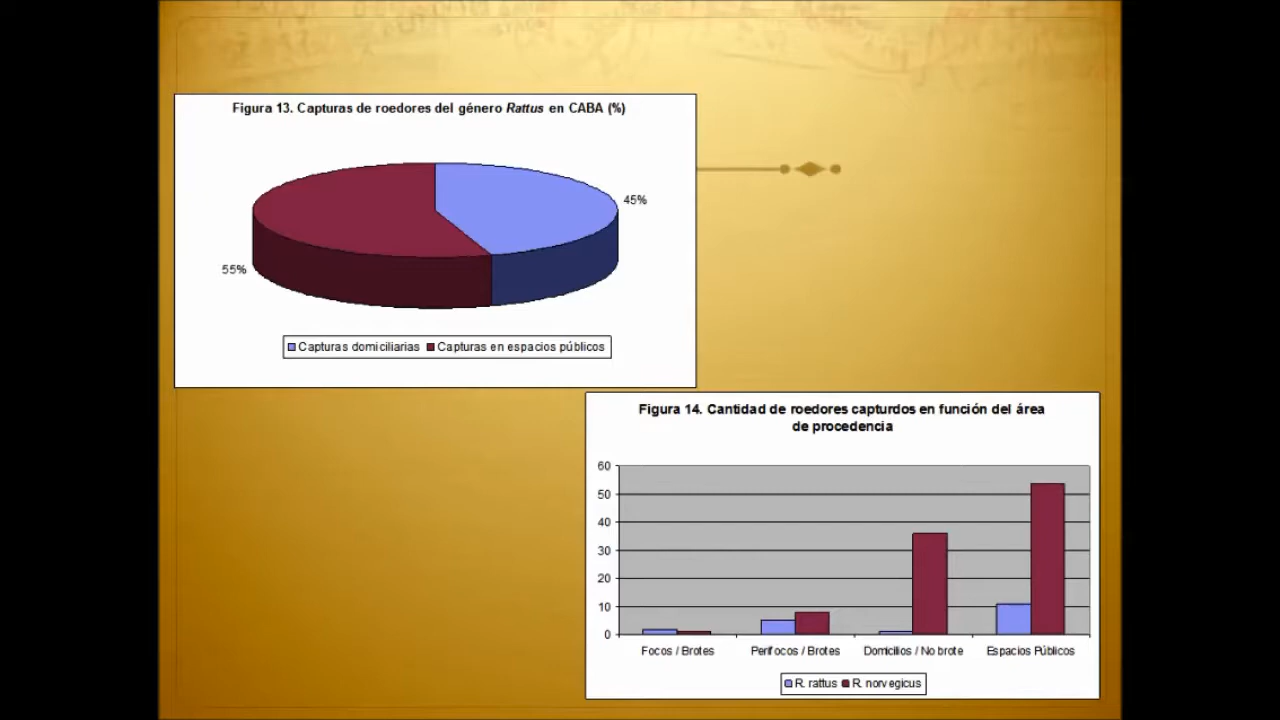 Figura 13. Capturas de roedores del género Rattus en CABA (%)
45%
55%
Capturas domiciliarias Capturas en espacios públicos
Figura 14. Cantidad de roedores capturdos en función del área
de procedencia
60
50
40
30
20
10
0
Focos / Brotes Perifocos / Brotes Domicilios / No brote Espacios Públicos
R. rattus R. norvegicus